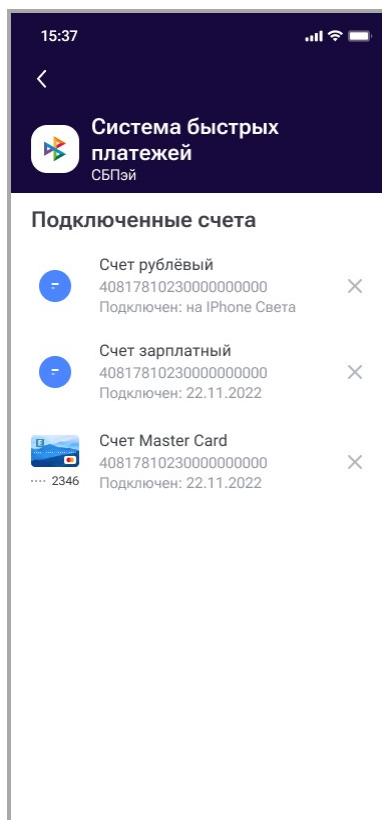 15:37
Система быстрых
платежей
СБПэй
Подключенные счета
Счет рублёвый
40817810230000000000
Подключен: на IPhone Света
Счет зарплатный
40817810230000000000
Подключен: 22.11.2022
Счет Master Card
40817810230000000000
···· 2346
Подключен: 22.11.2022